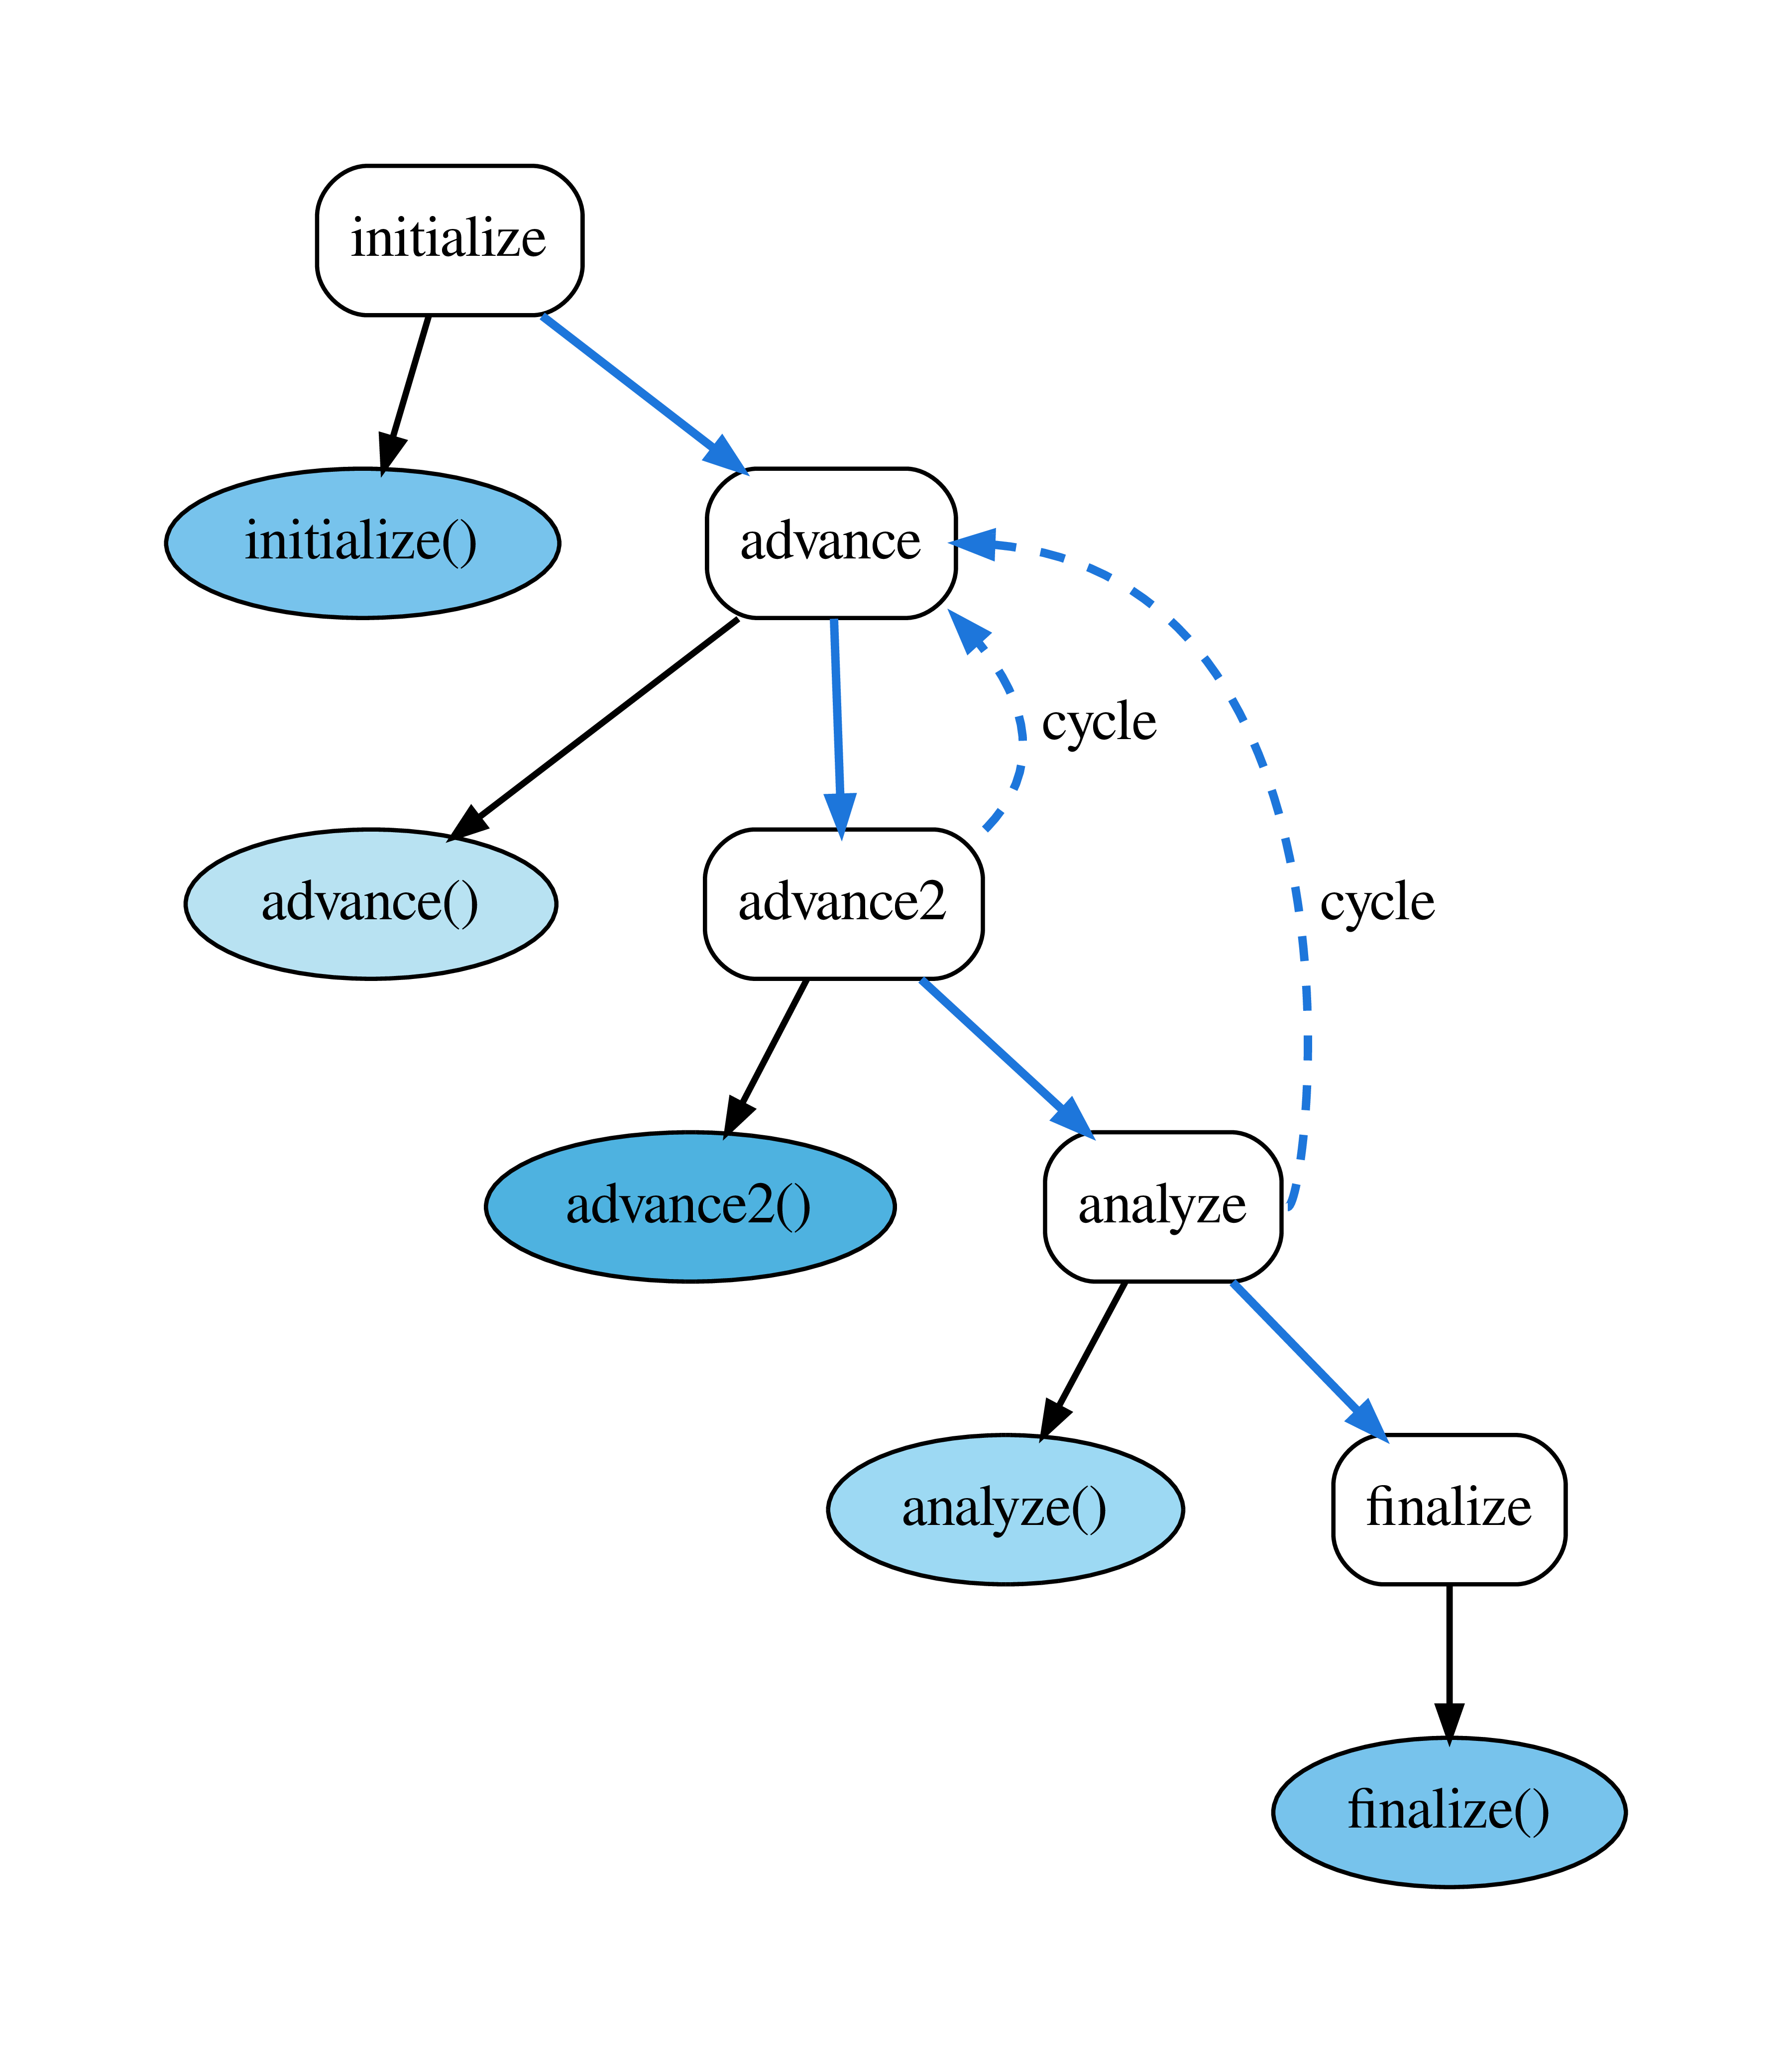 initialize
initialize()
advance
cycle
advance()
advance2
cycle
advance2()
analyze
analyze()
finalize
finalize()